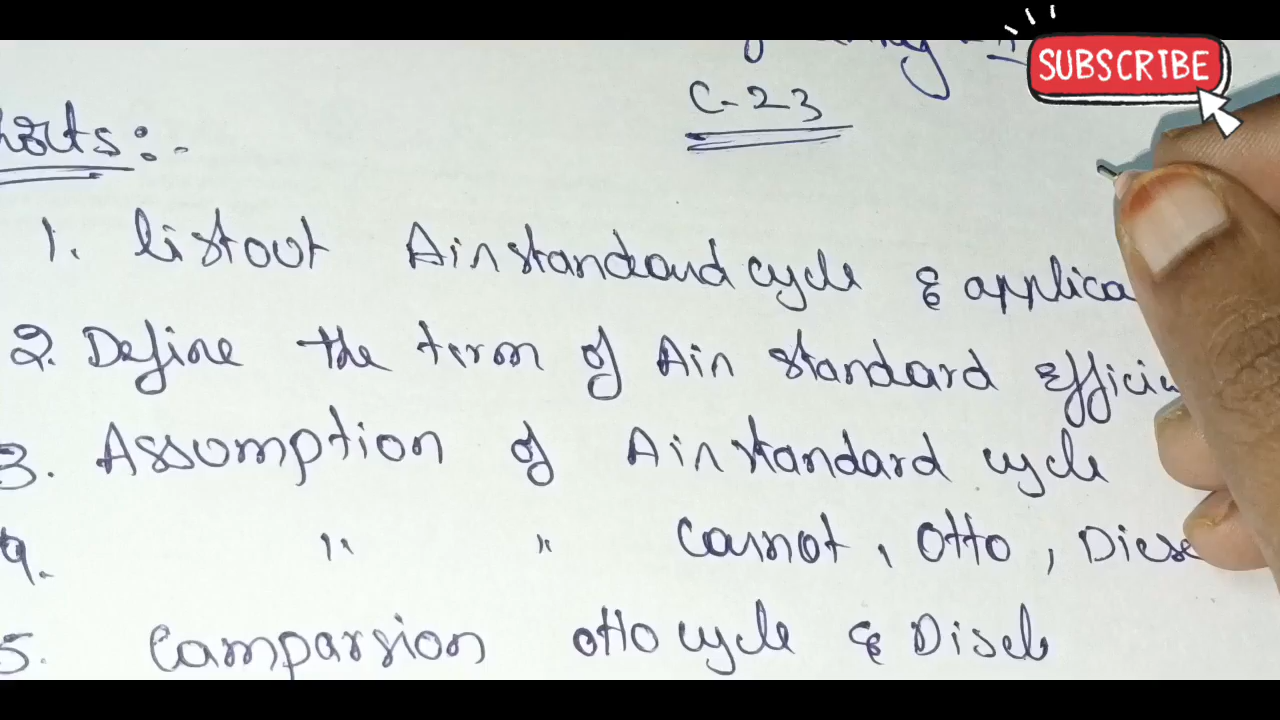 SUBSCRIBE
C-23
1. listout Air standard cycle & applica
2. Define the term of Air standard efficie
3. Assumption of Air standard cycle
4. " " Carnot, Otto, Diese
5. Comparsion otto cycle & Disel